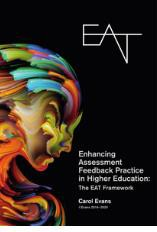 EAT
Enhancing
Assessment
Feedback Practice
in Higher Education:
The EAT Framework
Carol Evans